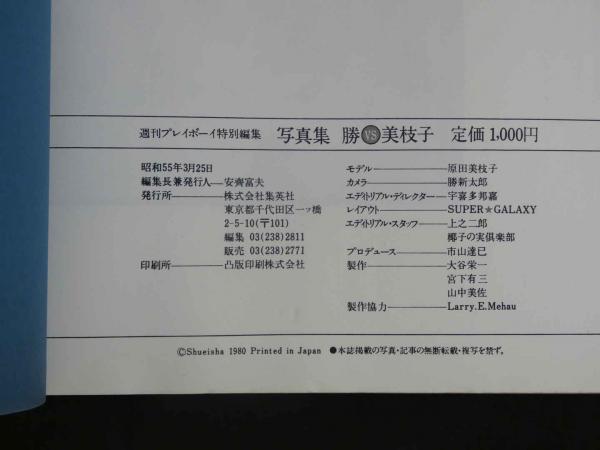 週刊プレイボーイ特別編集 写真集 勝VS美枝子 定価1,000円
昭和55年3月25日
編集長兼発行人——安齊富夫
発行所————株式会社集英社
東京都千代田区一ツ橋
2-5-10(〒101)
編集 03(238)2811
販売 03(238)2771
印刷所————凸版印刷株式会社
モデル————原田美枝子
カメラ————勝新太郎
エディトリアル・ディレクター——宇喜多邦嘉
レイアウト————SUPER★GALAXY
エディトリアル・スタッフ——上之二郎
椰子の実倶楽部
プロデュース————市山達巳
製作————大谷栄一
宮下有三
山中美佐
製作協力————Larry.E.Mehau
©Shueisha 1980 Printed in Japan ●本誌掲載の写真・記事の無断転載・複写を禁ず。